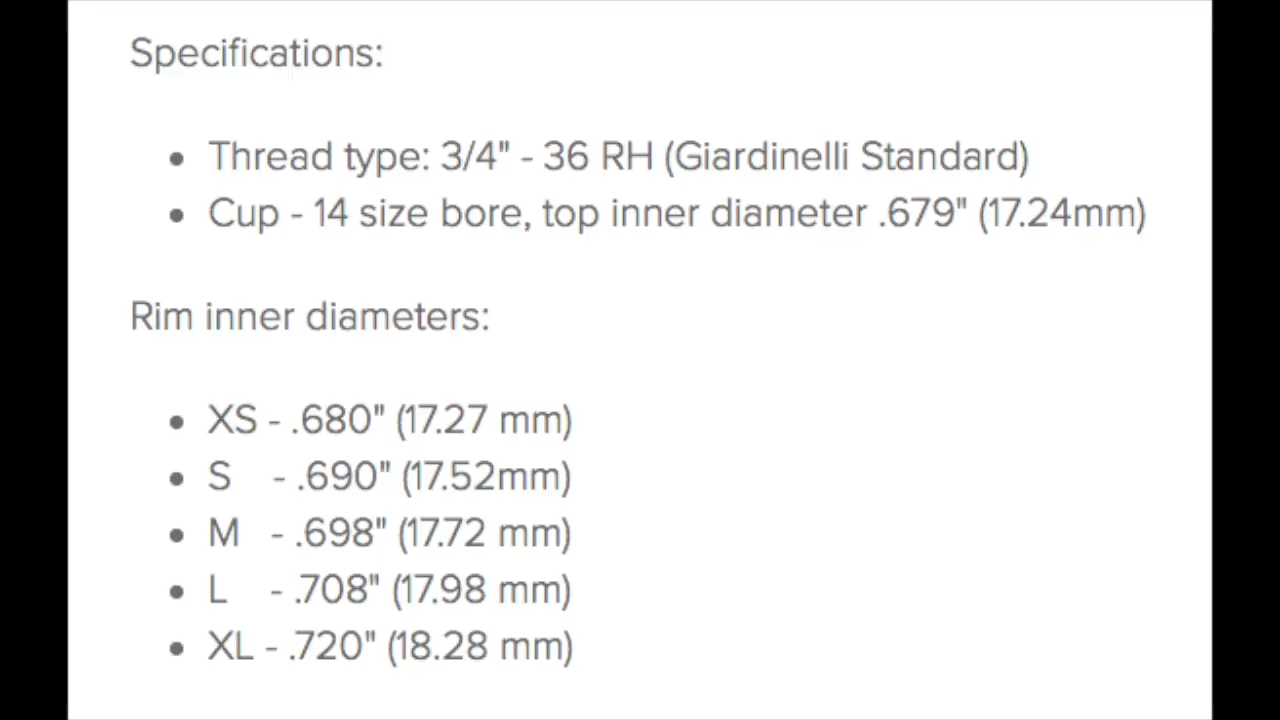 Specifications:
• Thread type: 3/4" - 36 RH (Giardinelli Standard)
• Cup - 14 size bore, top inner diameter .679" (17.24mm)
Rim inner diameters:
• XS - .680" (17.27 mm)
• S - .690" (17.52mm)
• M - .698" (17.72 mm)
• L - .708" (17.98 mm)
• XL - .720" (18.28 mm)